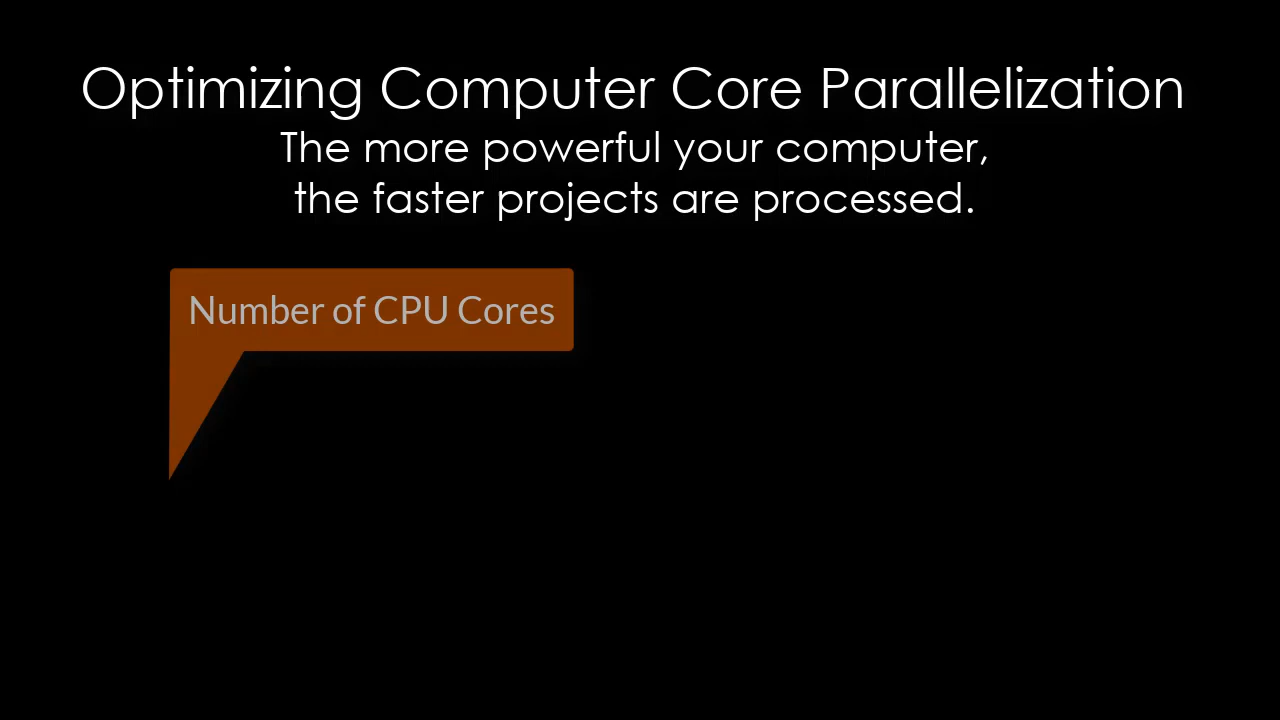 Optimizing Computer Core Parallelization
The more powerful your computer,
the faster projects are processed.
Number of CPU Cores